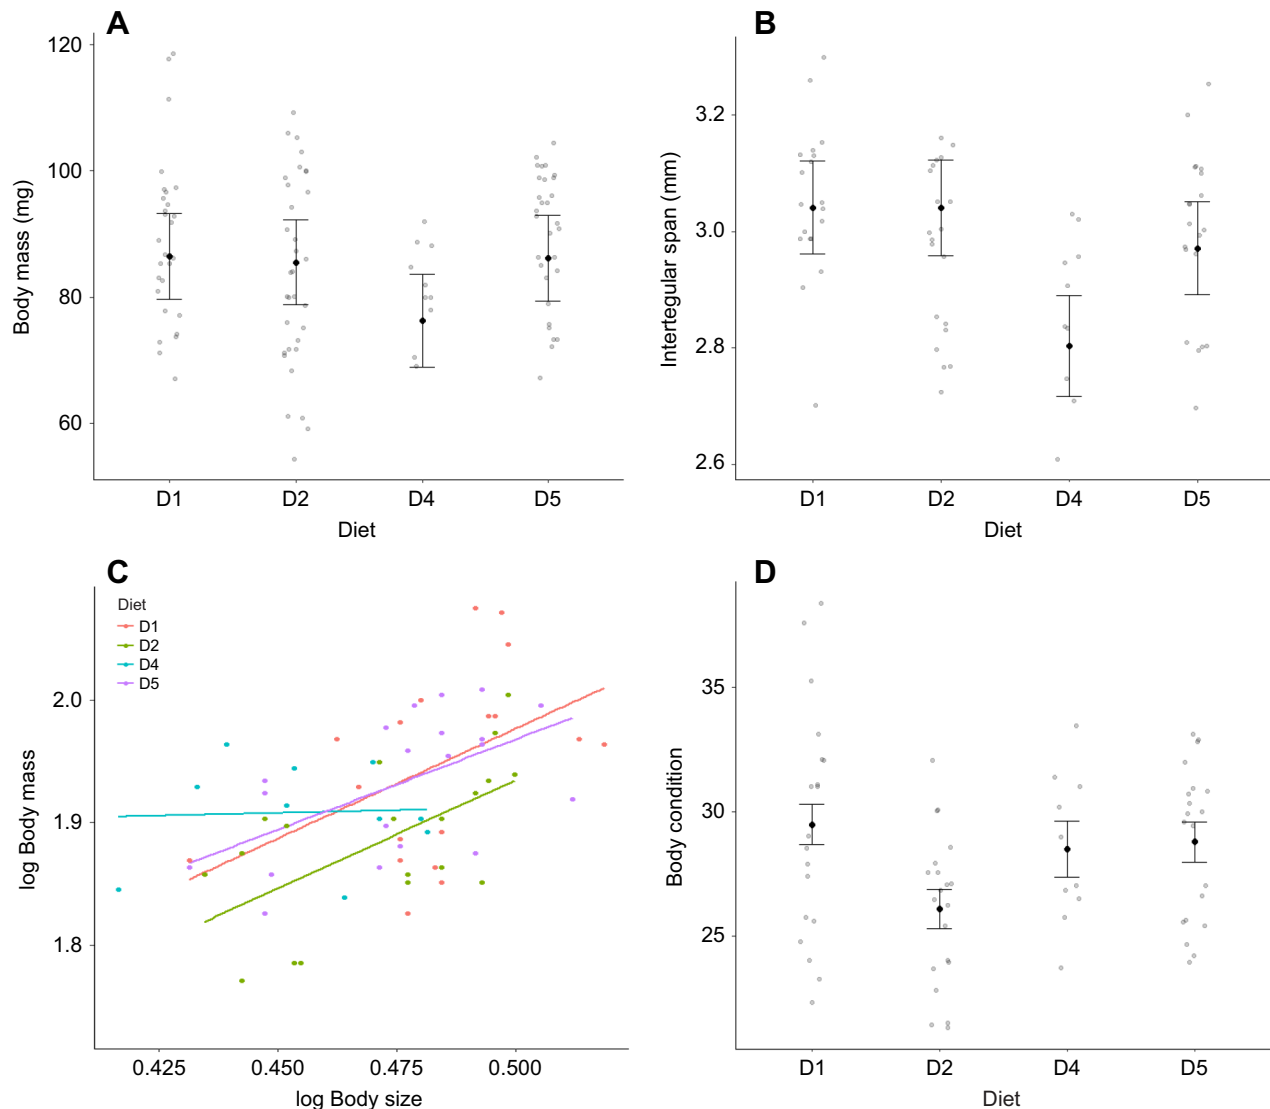 A
Body mass (mg)
120
100
80
60
D1 D2 D4 D5
Diet
B
Intertegular span (mm)
3.2
3.0
2.8
2.6
D1 D2 D4 D5
Diet
C
Diet
D1
D2
D4
D5
log Body mass
2.0
1.9
1.8
0.425 0.450 0.475 0.500
log Body size
D
Body condition
35
30
25
D1 D2 D4 D5
Diet